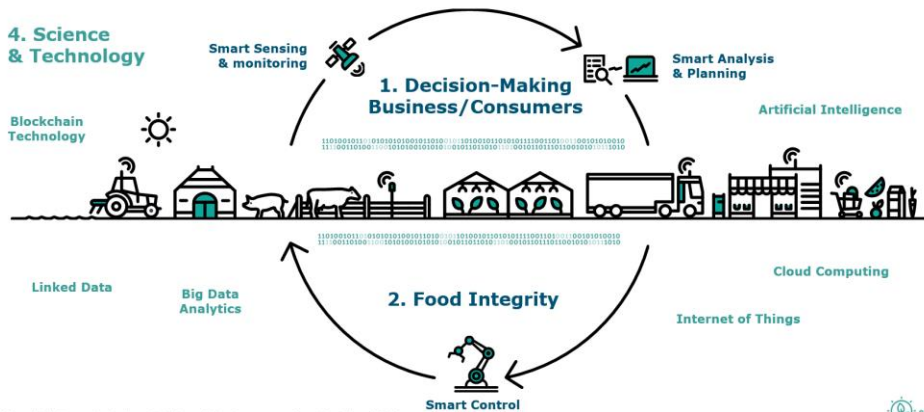 4. Science
& Technology
Smart Sensing
& monitoring
Smart Analysis
& Planning
1. Decision-Making
Business/Consumers
Artificial Intelligence
Blockchain
Technology
Linked Data
Big Data
Analytics
2. Food Integrity
Cloud Computing
Internet of Things
Smart Control